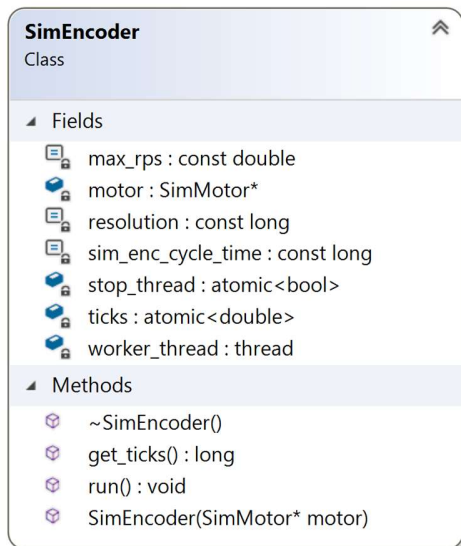 SimEncoder
Class
Fields
max_rps : const double
motor : SimMotor*
resolution : const long
sim_enc_cycle_time : const long
stop_thread : atomic<bool>
ticks : atomic<double>
worker_thread : thread
Methods
~SimEncoder()
get_ticks() : long
run() : void
SimEncoder(SimMotor* motor)